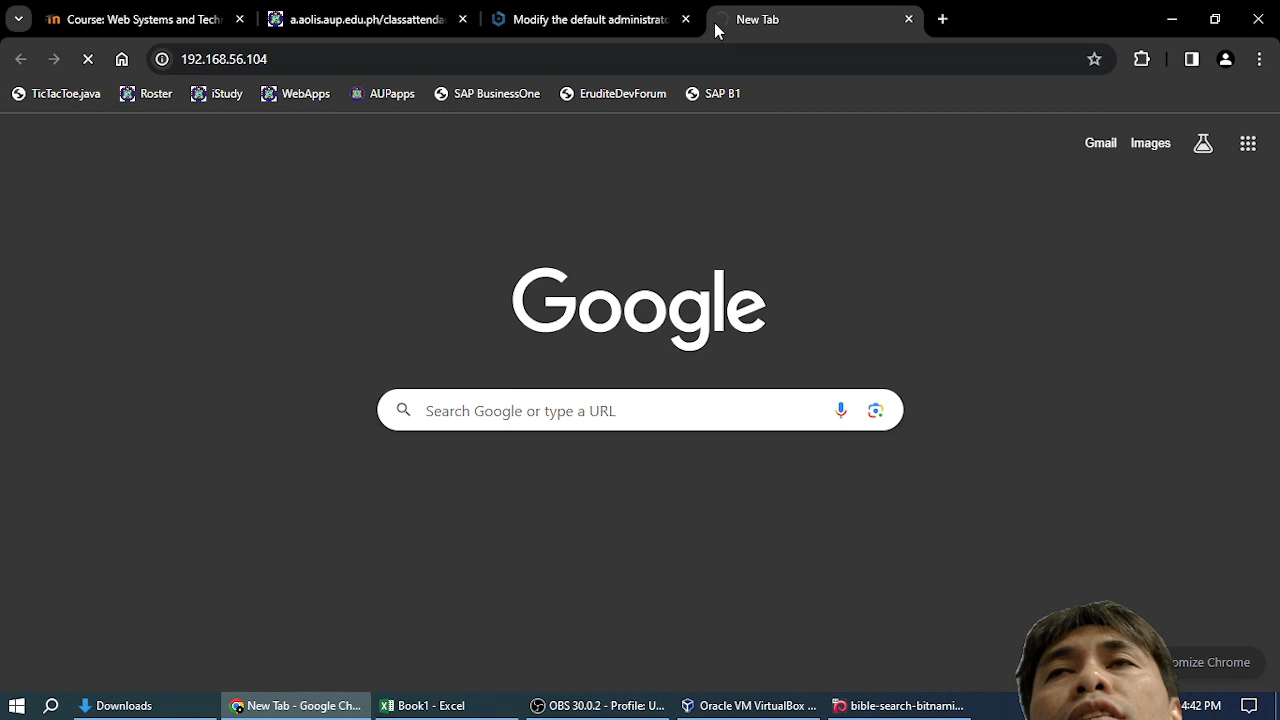 Course: Web Systems and Techn
a.aolis.aup.edu.ph/classattenda
Modify the default administrato
New Tab
192.168.56.104
TicTacToe.java
Roster
iStudy
WebApps
AUPapps
SAP BusinessOne
EruditeDevForum
SAP B1
Gmail
Images
Google
Search Google or type a URL
omize Chrome
Downloads
New Tab - Google Ch...
Book1 - Excel
OBS 30.0.2 - Profile: U...
Oracle VM VirtualBox ...
bible-search-bitnami...
4:42 PM